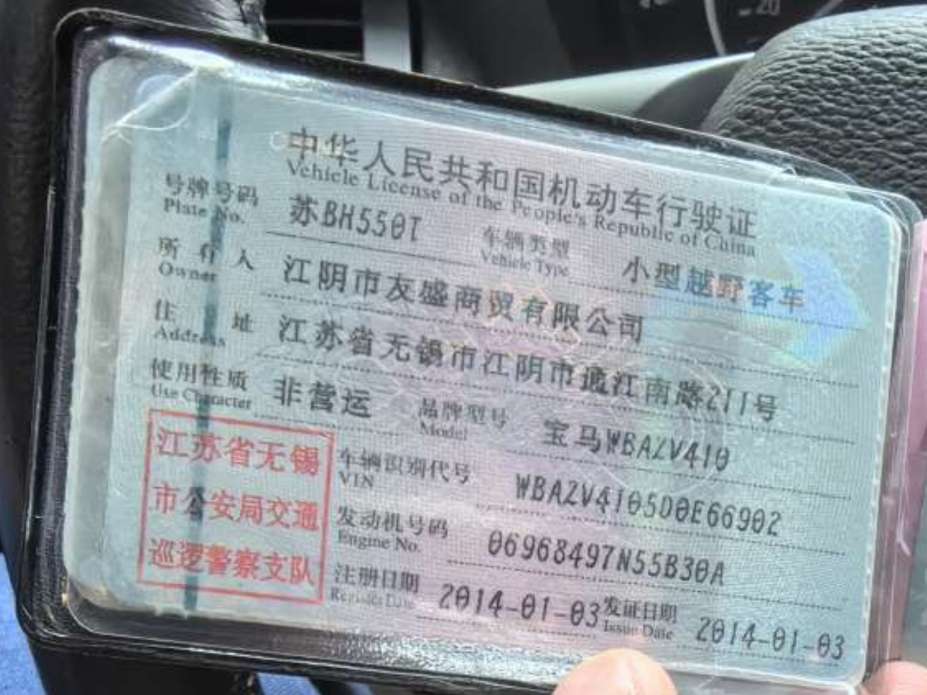 中华人民共和国机动车行驶证
Vehicle License of the People's Republic of China
号牌号码 苏BH550T 车辆类型 小型越野客车
Plate No. Vehicle Type
所有人 江阴市友盛商贸有限公司
Owner
住址 江苏省无锡市江阴市通江南路211号
Address
使用性质 非营运 品牌型号 宝马WBAZV410
Use Character Model
江苏省无锡
市公安局交通
巡逻警察支队
车辆识别代号 WBAZV4105D0E66902
VIN
发动机号码 06968497N55B30A
Engine No.
注册日期 2014-01-03 发证日期 2014-01-03
Register Date Issue Date